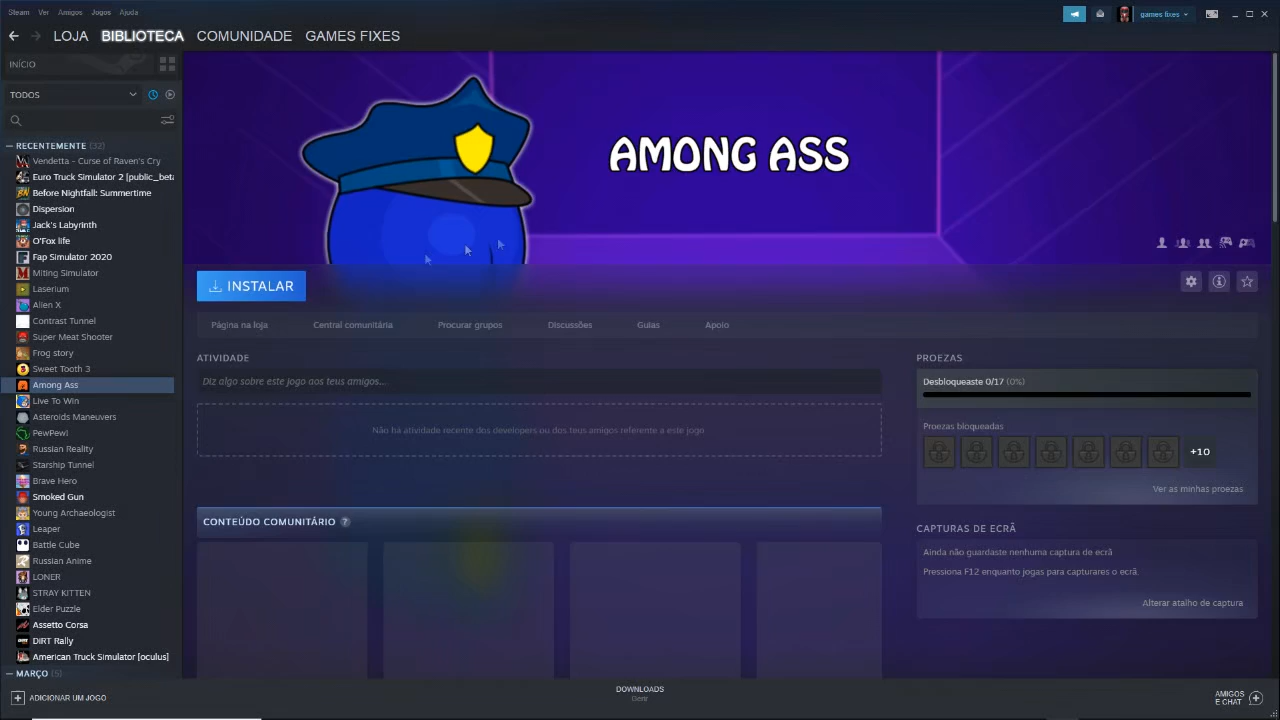 Steam Ver Amigos Jogos Ajuda
games fixes
LOJA BIBLIOTECA COMUNIDADE GAMES FIXES
INÍCIO
TODOS
RECENTEMENTE (32)
Vendetta - Curse of Raven's Cry
Euro Truck Simulator 2 [public_beta
Before Nightfall: Summertime
Dispersion
Jack's Labyrinth
O'Fox life
Fap Simulator 2020
Miting Simulator
Laserium
Alien X
Contrast Tunnel
Super Meat Shooter
Frog story
Sweet Tooth 3
Among Ass
Live To Win
Asteroids Maneuvers
PewPew!
Russian Reality
Starship Tunnel
Brave Hero
Smoked Gun
Young Archaeologist
Leaper
Battle Cube
Russian Anime
LONER
STRAY KITTEN
Elder Puzzle
Assetto Corsa
DiRT Rally
American Truck Simulator [oculus]
MARÇO (5)
ADICIONAR UM JOGO
AMONG ASS
INSTALAR
Página na loja Central comunitária Procurar grupos Discussões Guias Apoio
ATIVIDADE
Diz algo sobre este jogo aos teus amigos...
Não há atividade recente dos developers ou dos teus amigos referente a este jogo
CONTEÚDO COMUNITÁRIO ?
PROEZAS
Desbloqueaste 0/17 (0%)
Proezas bloqueadas
+10
Ver as minhas proezas
CAPTURAS DE ECRÃ
Ainda não guardaste nenhuma captura de ecrã
Pressiona F12 enquanto jogas para capturares o ecrã.
Alterar atalho de captura
DOWNLOADS
Gerir
AMIGOS
E CHAT